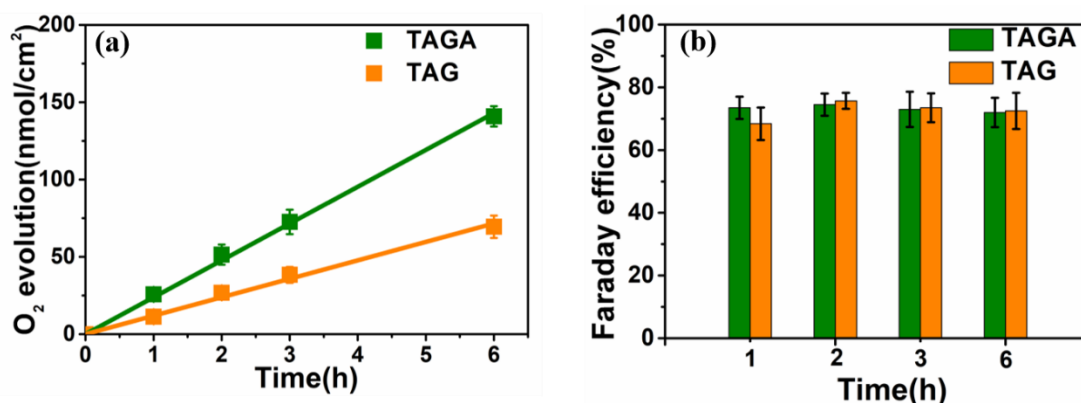 (a)
TAGA
TAG
O₂ evolution(nmol/cm²)
200
150
100
50
0
0 1 2 3 4 5 6
Time(h)
(b)
TAGA
TAG
Faraday efficiency(%)
100
80
60
40
20
0
1 2 3 6
Time(h)